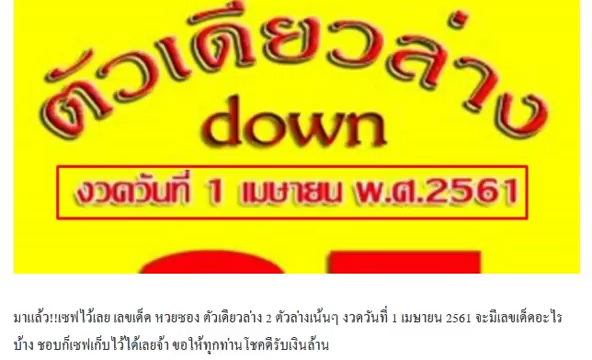 ตัวเดียวล่าง
down
งวดวันที่ 1 เมษายน พ.ศ.2561
มาแล้ว!!เซฟไว้เลย เลขเด็ด หวยซอง ตัวเดียวล่าง 2 ตัวล่างเน้นๆ งวดวันที่ 1 เมษายน 2561 จะมีเลขเด็ดอะไร
บ้าง ชอบก็เซฟเก็บไว้ได้เลยจ้า ขอให้ทุกท่านโชคดีรับเงินล้าน